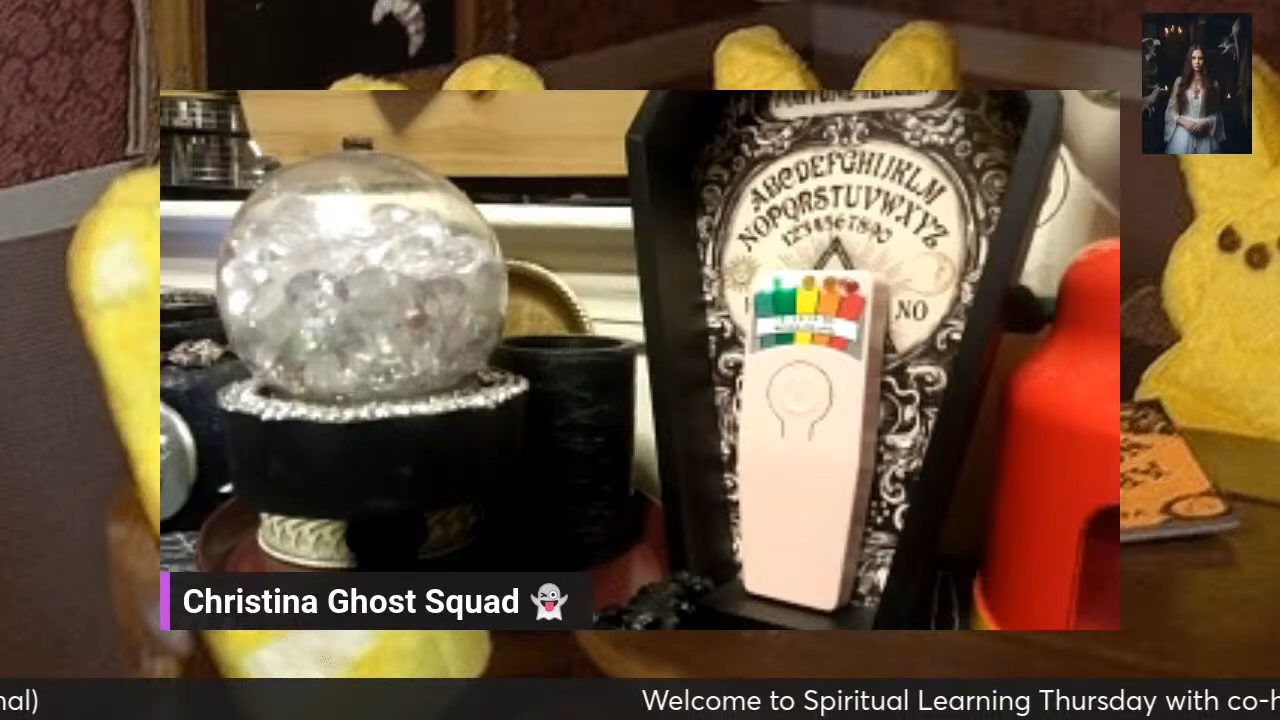 ABCDEFGHIJKLM
NOPQRSTUVWXYZ
1234567890
NO
Christina Ghost Squad 👻
nal)
Welcome to Spiritual Learning Thursday with co-h